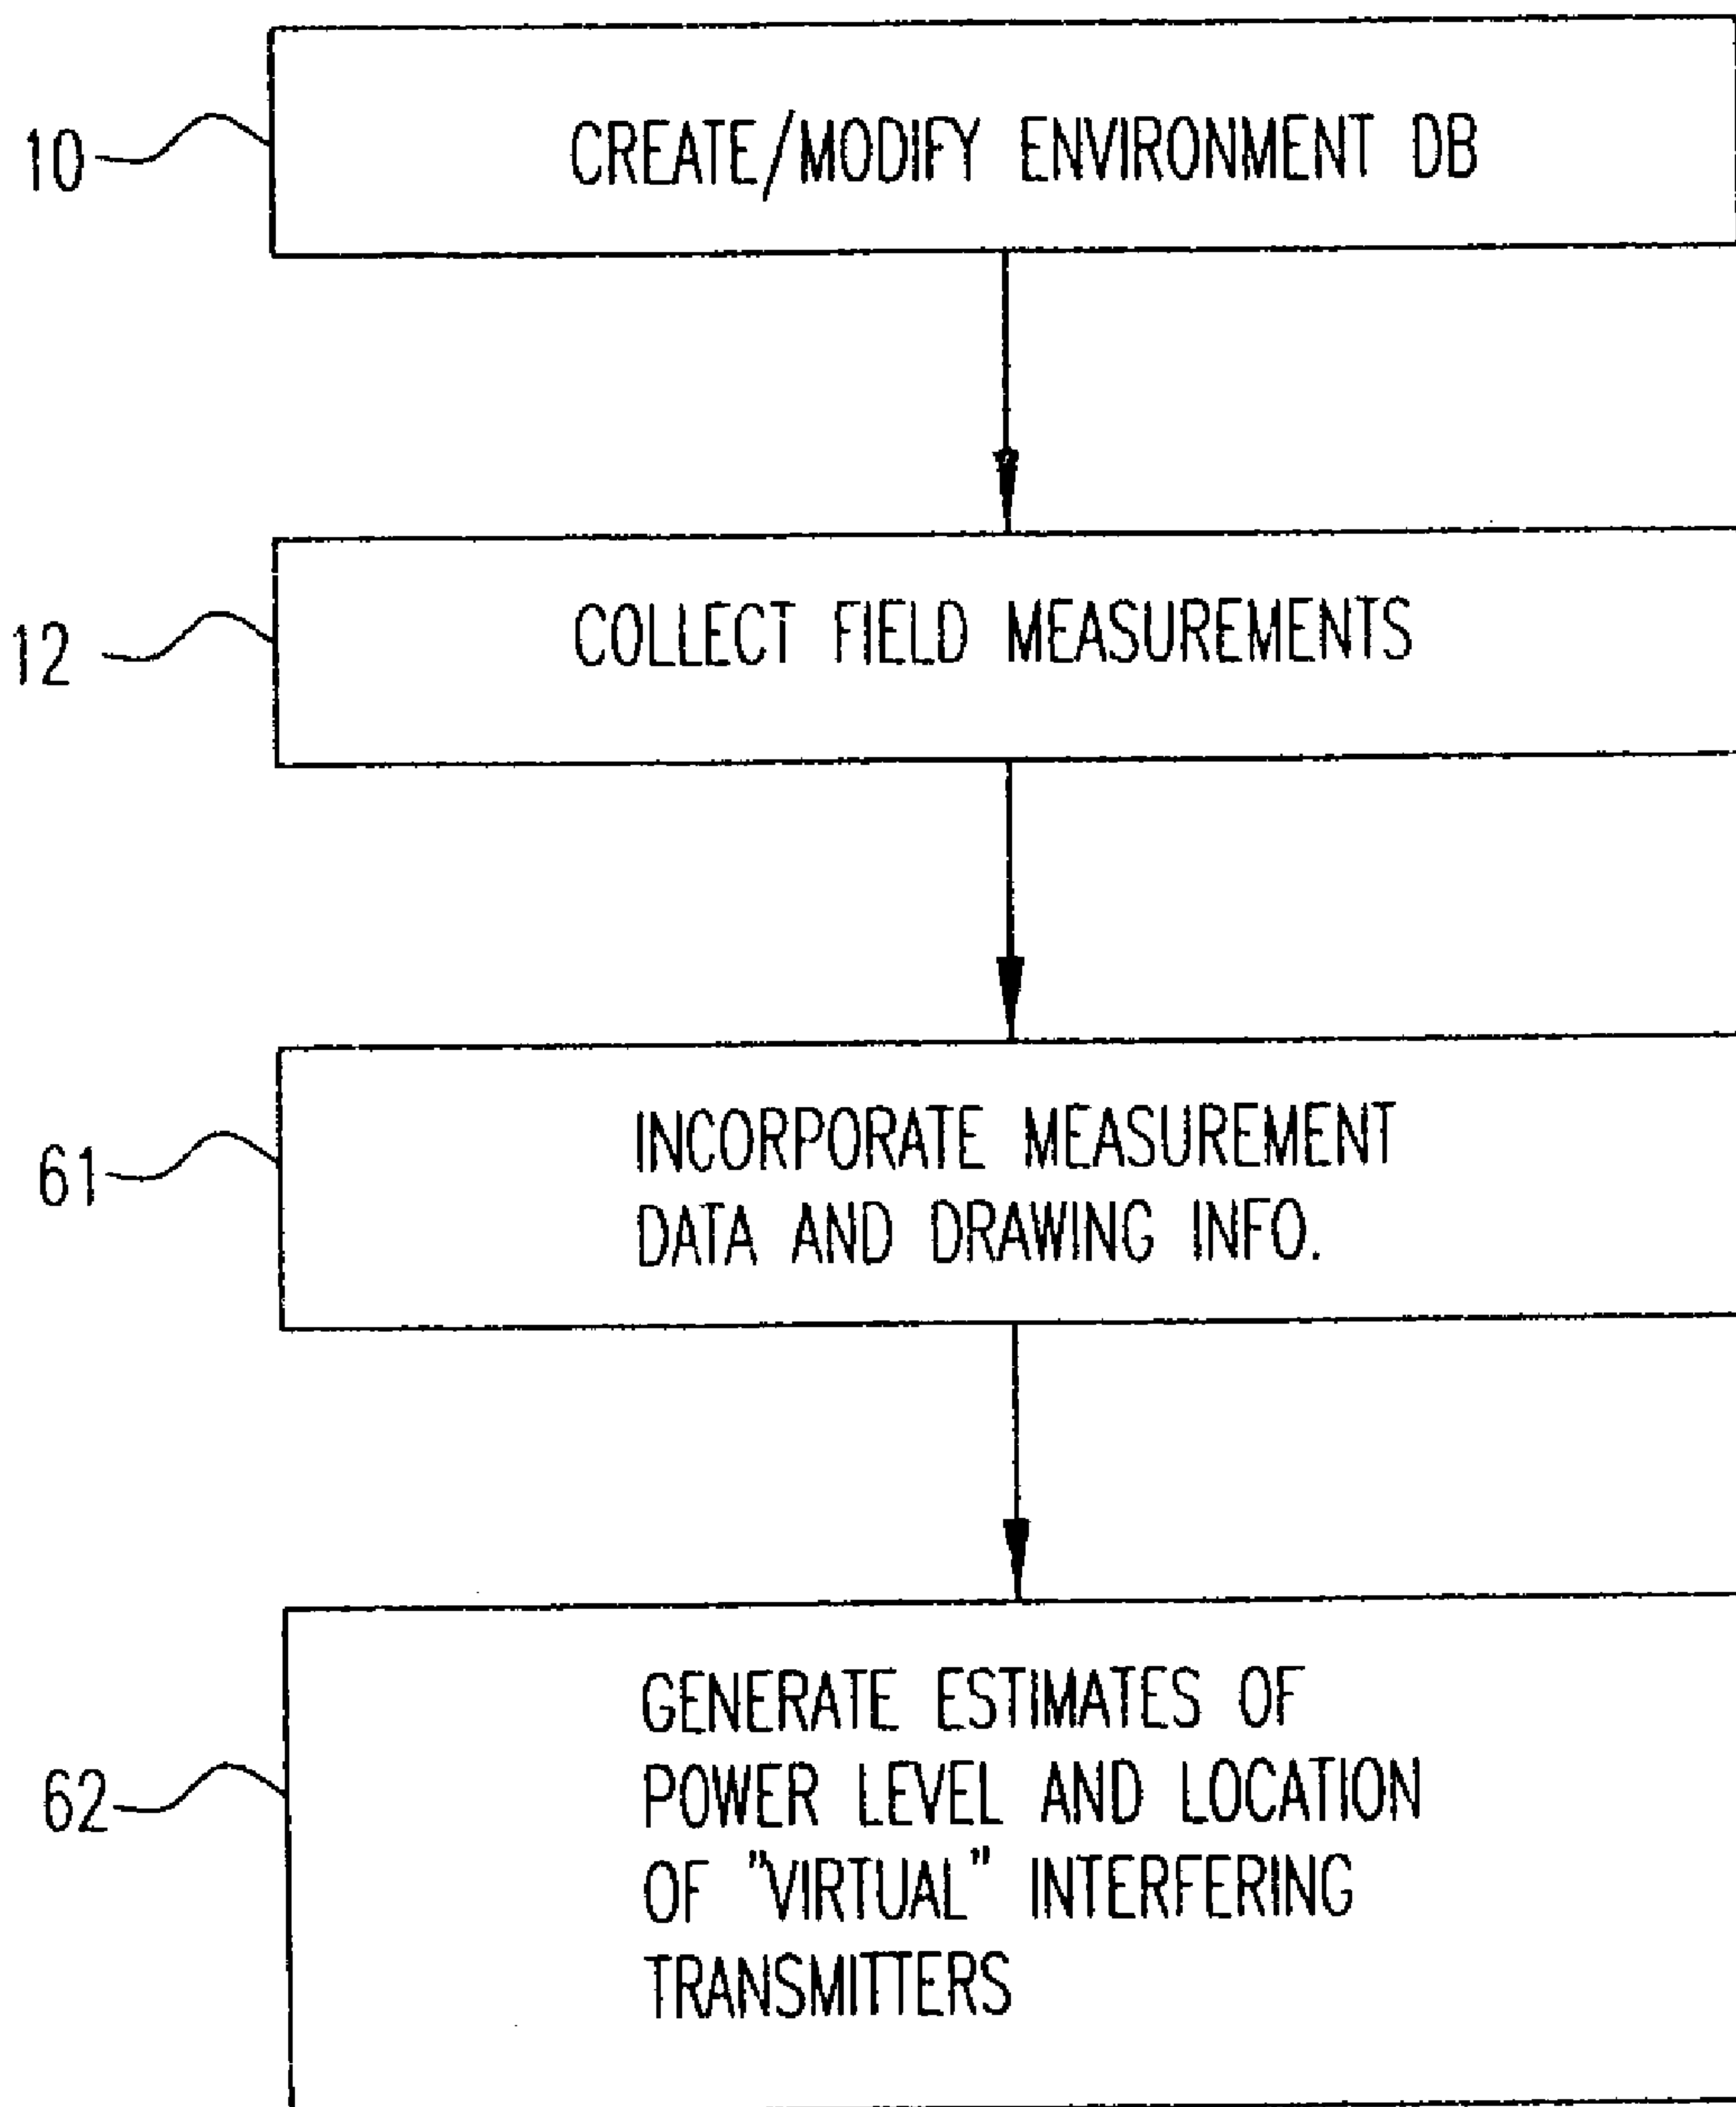 10
CREATE/MODIFY ENVIRONMENT DB
12
COLLECT FIELD MEASUREMENTS
61
INCORPORATE MEASUREMENT
DATA AND DRAWING INFO.
62
GENERATE ESTIMATES OF
POWER LEVEL AND LOCATION
OF "VIRTUAL" INTERFERING
TRANSMITTERS